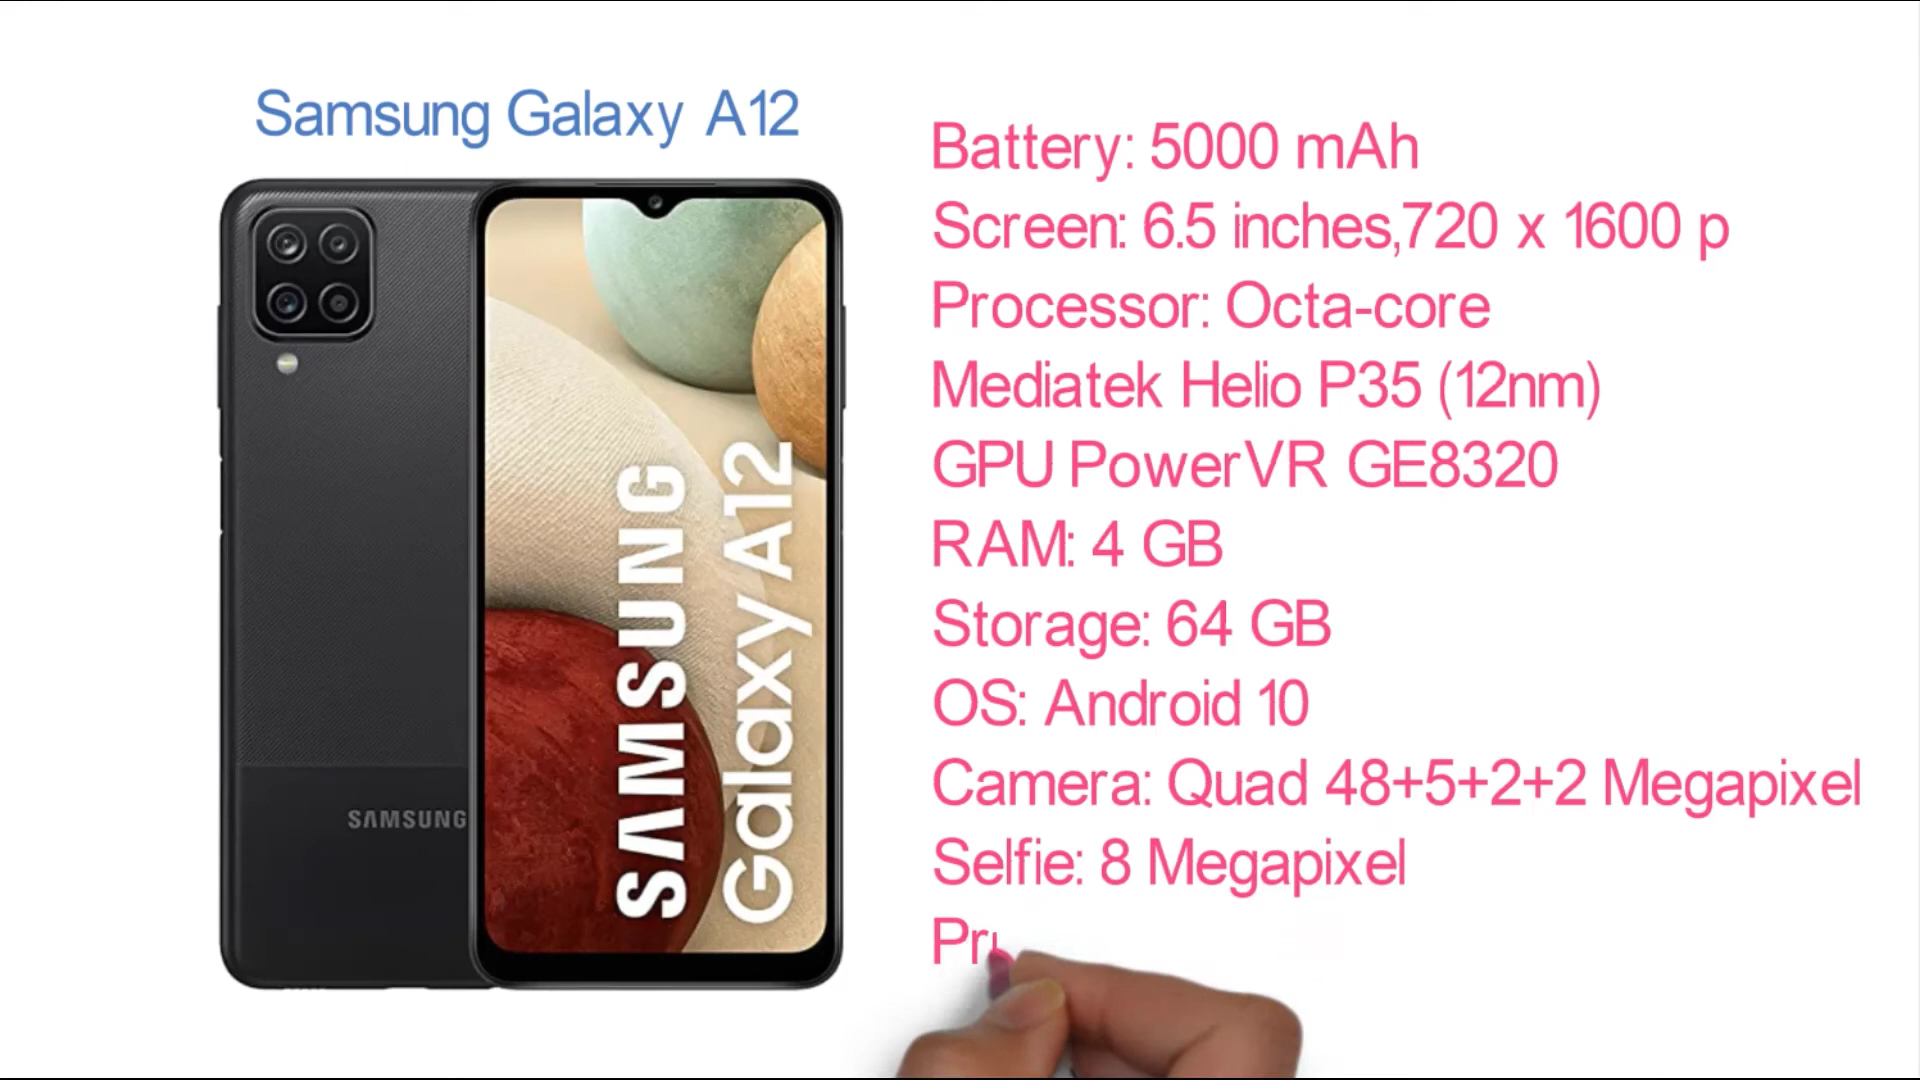 Samsung Galaxy A12
Battery: 5000 mAh
Screen: 6.5 inches,720 x 1600 p
Processor: Octa-core
Mediatek Helio P35 (12nm)
GPU PowerVR GE8320
RAM: 4 GB
Storage: 64 GB
OS: Android 10
Camera: Quad 48+5+2+2 Megapixel
Selfie: 8 Megapixel
Pr
SAMSUNG
SAMSUNG
Galaxy A12